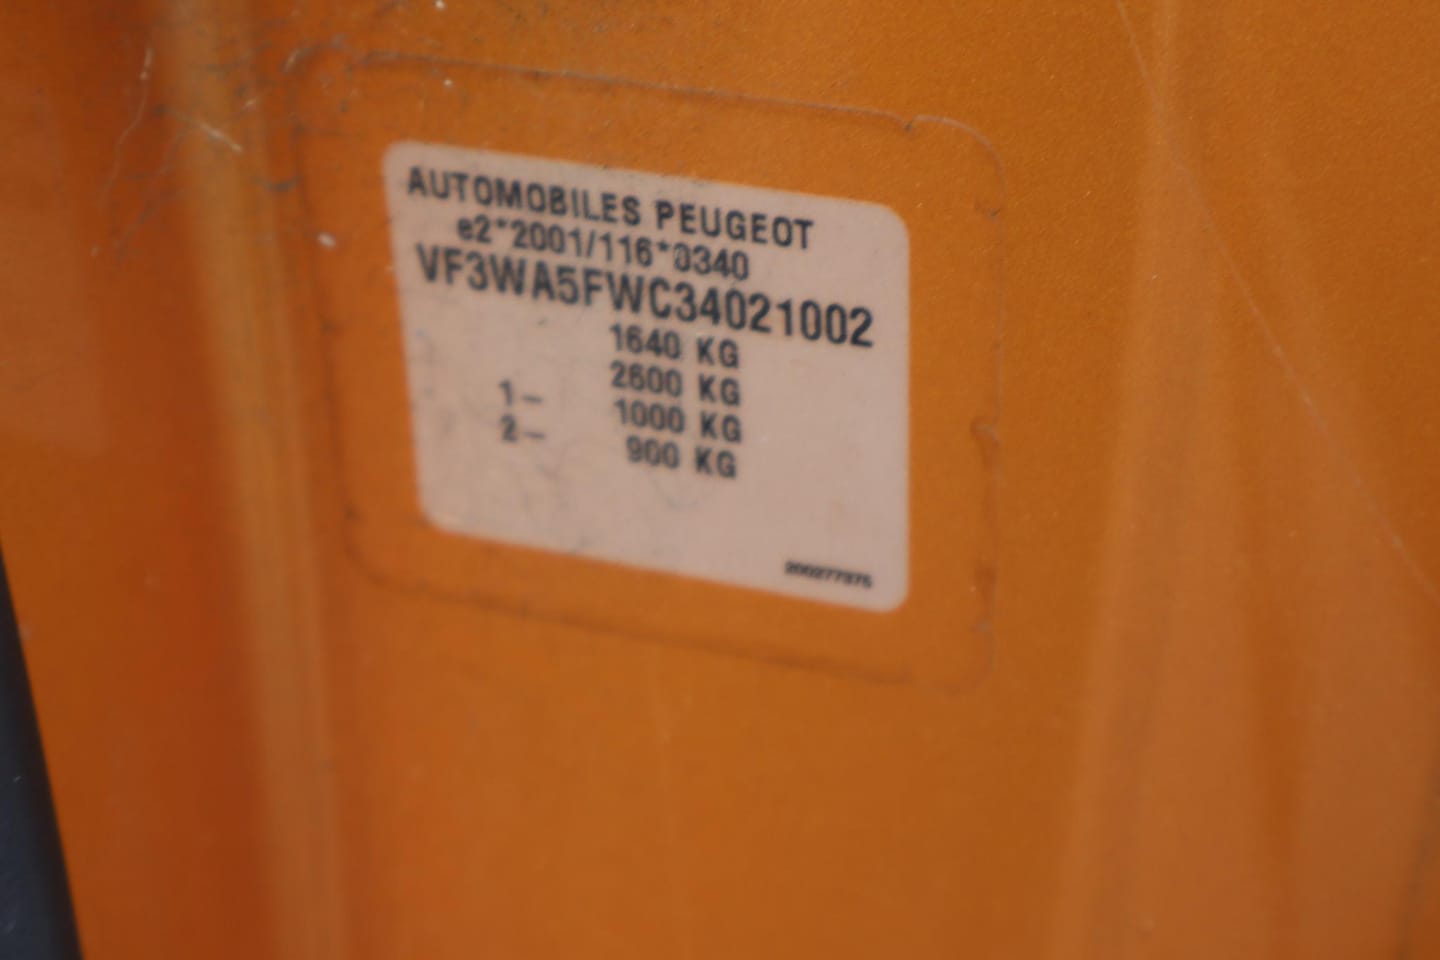 AUTOMOBILES PEUGEOT
e2*2001/116*0340
VF3WA5FWC34021002
1640 KG
2600 KG
1- 1000 KG
2- 900 KG